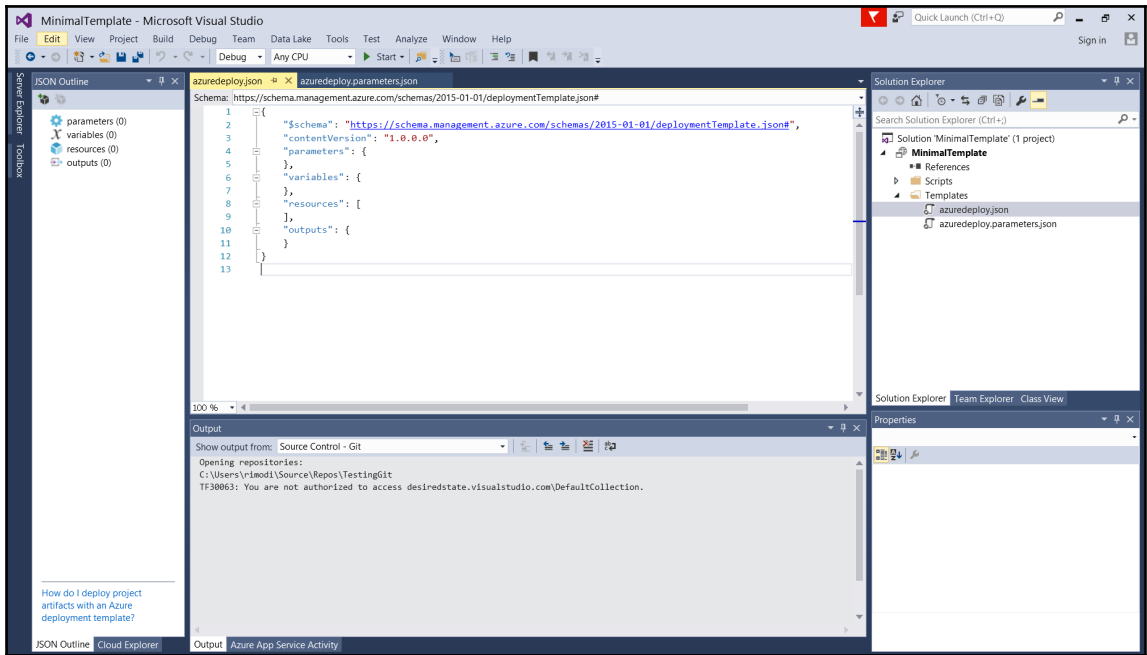 MinimalTemplate - Microsoft Visual Studio
Quick Launch (Ctrl+Q)
File Edit View Project Build Debug Team Data Lake Tools Test Analyze Window Help
Sign in
Debug Any CPU Start
Server Explorer
Toolbox
JSON Outline
parameters (0)
variables (0)
resources (0)
outputs (0)
How do I deploy project
artifacts with an Azure
deployment template?
JSON Outline Cloud Explorer
azuredeploy.json azuredeploy.parameters.json
Schema: https://schema.management.azure.com/schemas/2015-01-01/deploymentTemplate.json#
1 {
2 "$schema": "https://schema.management.azure.com/schemas/2015-01-01/deploymentTemplate.json#",
3 "contentVersion": "1.0.0.0",
4 "parameters": {
5 },
6 "variables": {
7 },
8 "resources": [
9 ],
10 "outputs": {
11 }
12 }
13
100 %
Output
Show output from: Source Control - Git
Opening repositories:
C:\Users\rimodi\Source\Repos\TestingGit
TF30063: You are not authorized to access desiredstate.visualstudio.com\DefaultCollection.
Output Azure App Service Activity
Solution Explorer
Search Solution Explorer (Ctrl+;)
Solution 'MinimalTemplate' (1 project)
MinimalTemplate
References
Scripts
Templates
azuredeploy.json
azuredeploy.parameters.json
Solution Explorer Team Explorer Class View
Properties